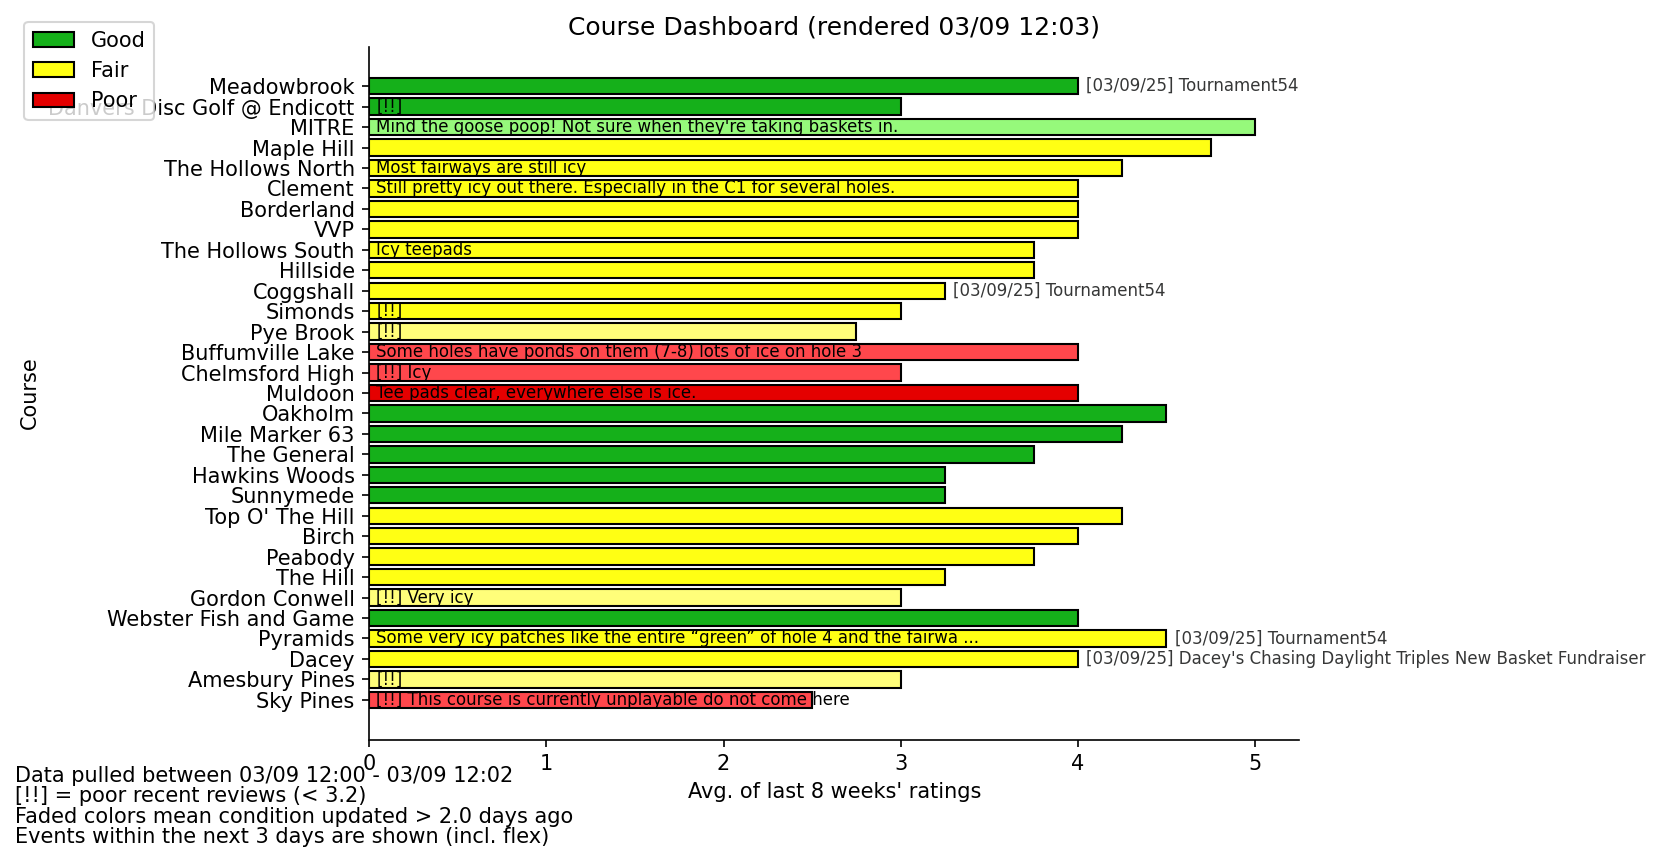 Course Dashboard (rendered 03/09 12:03)
Good
Fair
Poor
Meadowbrook [03/09/25] Tournament54
Danvers Disc Golf @ Endicott [!!]
MITRE Mind the goose poop! Not sure when they're taking baskets in.
Maple Hill
The Hollows North Most fairways are still icy
Clement Still pretty icy out there. Especially in the C1 for several holes.
Borderland
VVP
The Hollows South Icy teepads
Hillside
Coggshall [03/09/25] Tournament54
Simonds [!!]
Pye Brook [!!]
Buffumville Lake Some holes have ponds on them (7-8) lots of ice on hole 3
Chelmsford High [!!] Icy
Muldoon Tee pads clear, everywhere else is ice.
Oakholm
Mile Marker 63
The General
Hawkins Woods
Sunnymede
Top O' The Hill
Birch
Peabody
The Hill
Gordon Conwell [!!] Very icy
Webster Fish and Game
Pyramids Some very icy patches like the entire “green” of hole 4 and the fairwa ... [03/09/25] Tournament54
Dacey [03/09/25] Dacey's Chasing Daylight Triples New Basket Fundraiser
Amesbury Pines [!!]
Sky Pines [!!] This course is currently unplayable do not come here
Course
0 1 2 3 4 5
Avg. of last 8 weeks' ratings
Data pulled between 03/09 12:00 - 03/09 12:02
[!!] = poor recent reviews (< 3.2)
Faded colors mean condition updated > 2.0 days ago
Events within the next 3 days are shown (incl. flex)